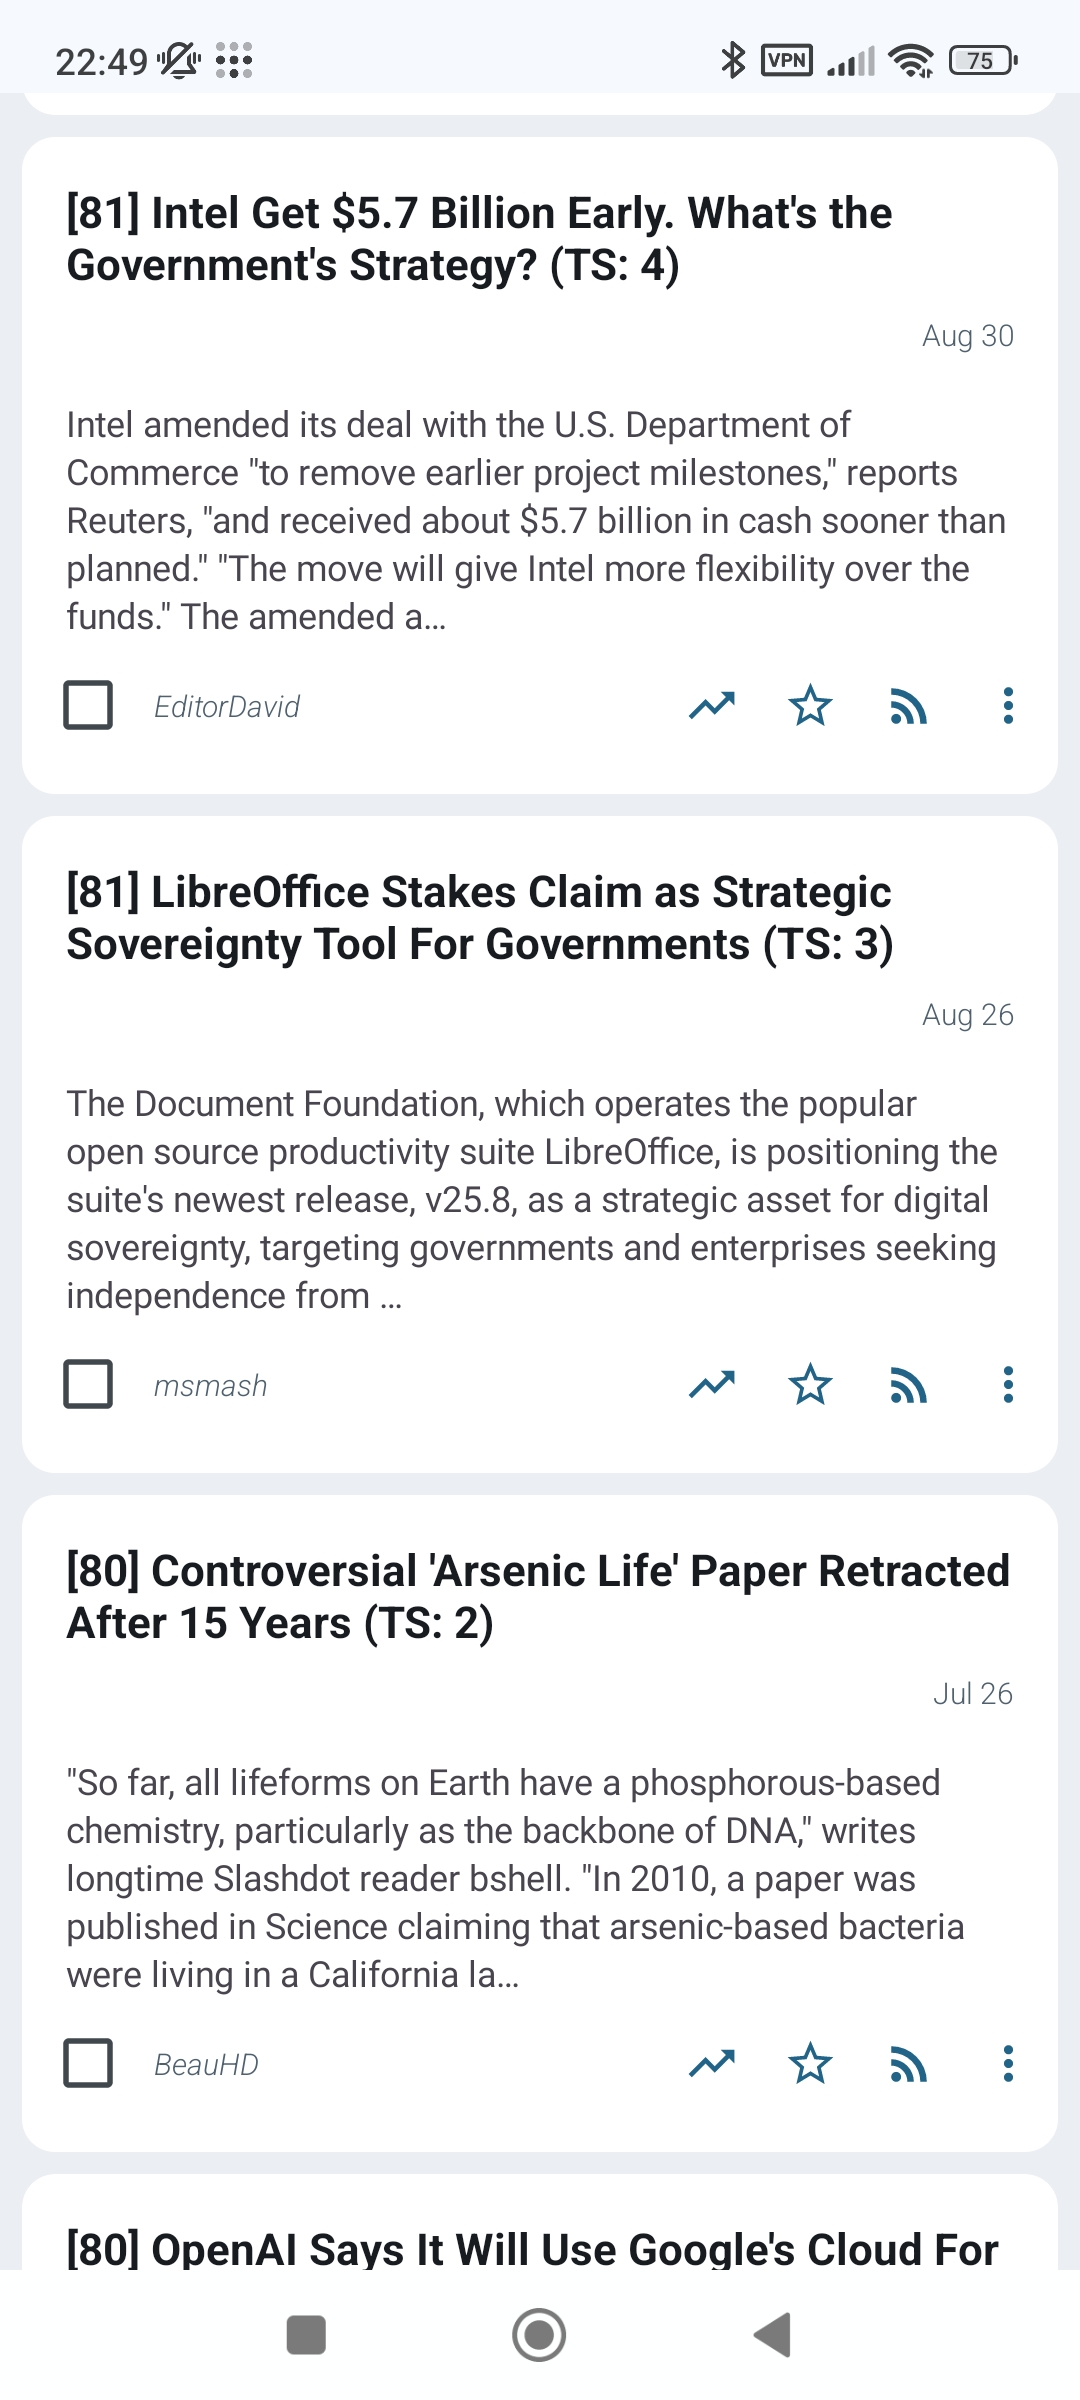 22:49
VPN
75
[81] Intel Get $5.7 Billion Early. What's the
Government's Strategy? (TS: 4)
Aug 30
Intel amended its deal with the U.S. Department of
Commerce "to remove earlier project milestones," reports
Reuters, "and received about $5.7 billion in cash sooner than
planned." "The move will give Intel more flexibility over the
funds." The amended a...
EditorDavid
[81] LibreOffice Stakes Claim as Strategic
Sovereignty Tool For Governments (TS: 3)
Aug 26
The Document Foundation, which operates the popular
open source productivity suite LibreOffice, is positioning the
suite's newest release, v25.8, as a strategic asset for digital
sovereignty, targeting governments and enterprises seeking
independence from ...
msmash
[80] Controversial 'Arsenic Life' Paper Retracted
After 15 Years (TS: 2)
Jul 26
"So far, all lifeforms on Earth have a phosphorous-based
chemistry, particularly as the backbone of DNA," writes
longtime Slashdot reader bshell. "In 2010, a paper was
published in Science claiming that arsenic-based bacteria
were living in a California la...
BeauHD
[80] OpenAI Says It Will Use Google's Cloud For